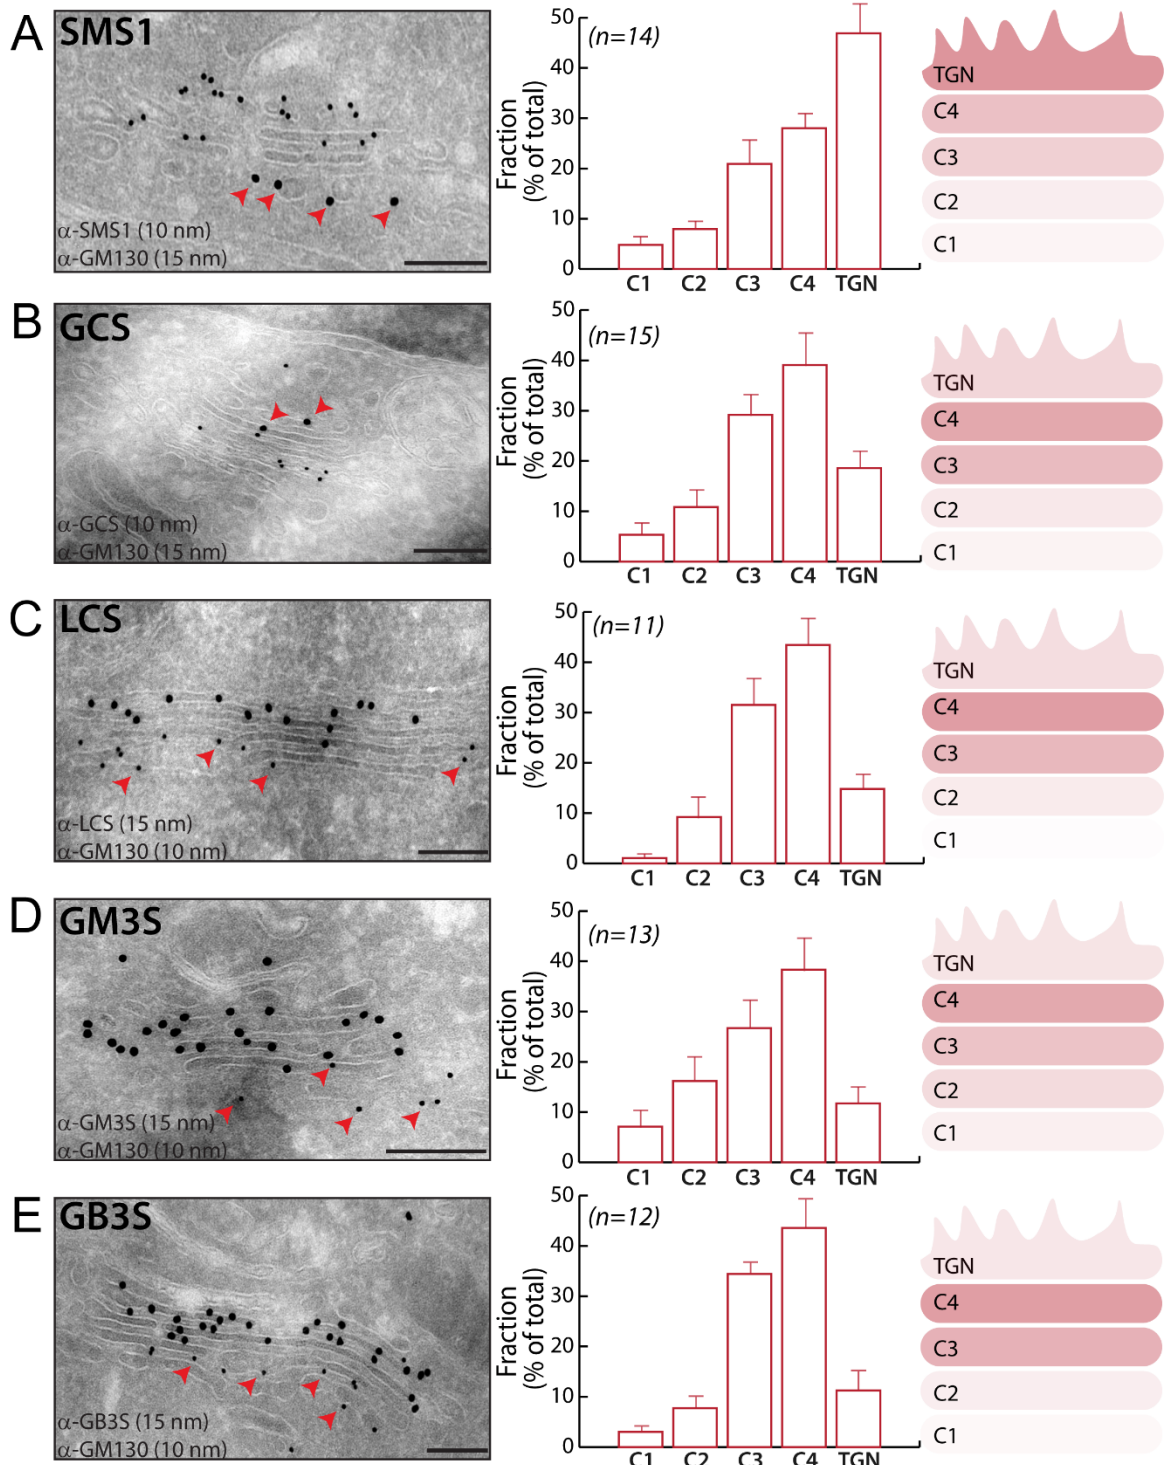 A
SMS1
α-SMS1 (10 nm)
α-GM130 (15 nm)
Fraction
(% of total)
50
40
30
20
10
0
(n=14)
C1 C2 C3 C4 TGN
TGN
C4
C3
C2
C1
B
GCS
α-GCS (10 nm)
α-GM130 (15 nm)
Fraction
(% of total)
50
40
30
20
10
0
(n=15)
C1 C2 C3 C4 TGN
TGN
C4
C3
C2
C1
C
LCS
α-LCS (15 nm)
α-GM130 (10 nm)
Fraction
(% of total)
50
40
30
20
10
0
(n=11)
C1 C2 C3 C4 TGN
TGN
C4
C3
C2
C1
D
GM3S
α-GM3S (15 nm)
α-GM130 (10 nm)
Fraction
(% of total)
50
40
30
20
10
0
(n=13)
C1 C2 C3 C4 TGN
TGN
C4
C3
C2
C1
E
GB3S
α-GB3S (15 nm)
α-GM130 (10 nm)
Fraction
(% of total)
50
40
30
20
10
0
(n=12)
C1 C2 C3 C4 TGN
TGN
C4
C3
C2
C1